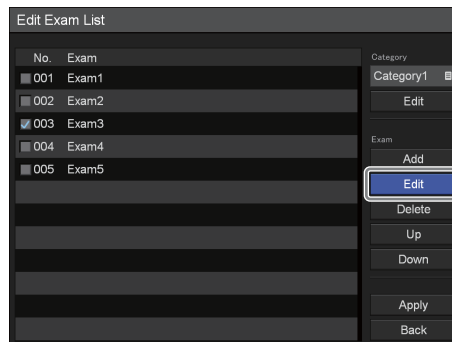 Edit Exam List
No. Exam
001 Exam1
002 Exam2
003 Exam3
004 Exam4
005 Exam5
Category
Category1
Edit
Exam
Add
Edit
Delete
Up
Down
Apply
Back